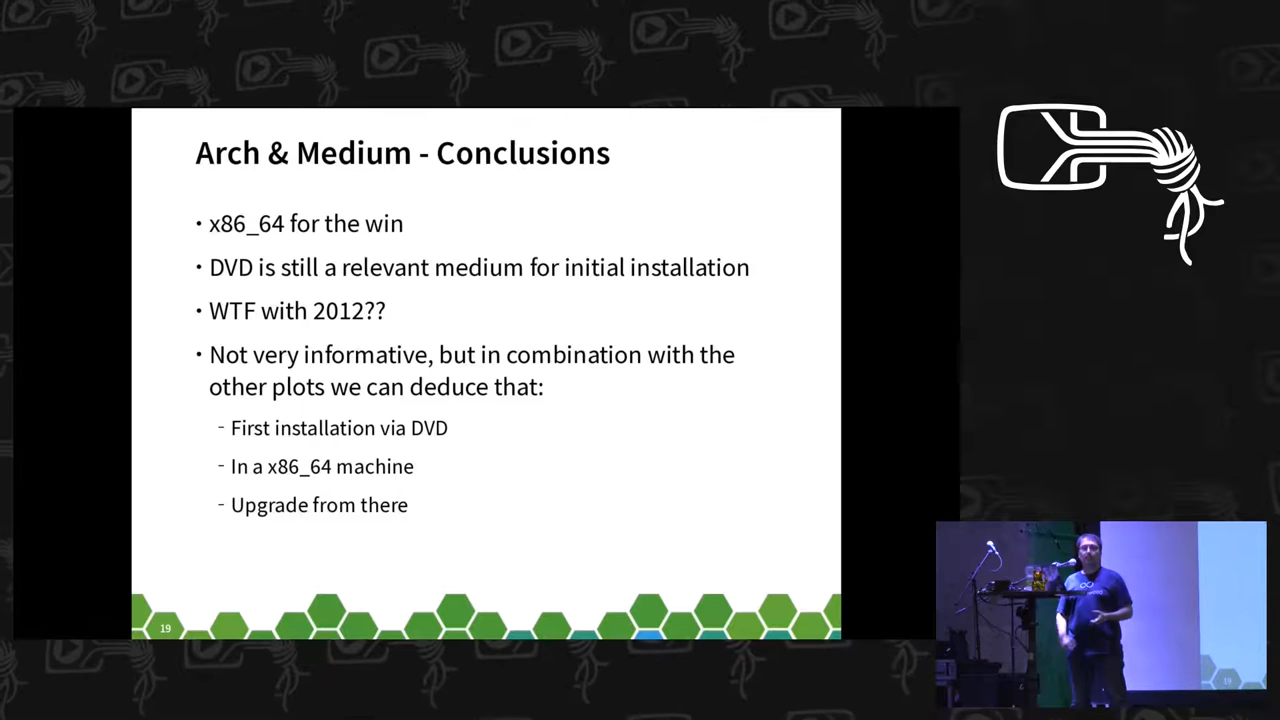 Arch & Medium - Conclusions
• x86_64 for the win
• DVD is still a relevant medium for initial installation
• WTF with 2012??
• Not very informative, but in combination with the
other plots we can deduce that:
- First installation via DVD
- In a x86_64 machine
- Upgrade from there
19